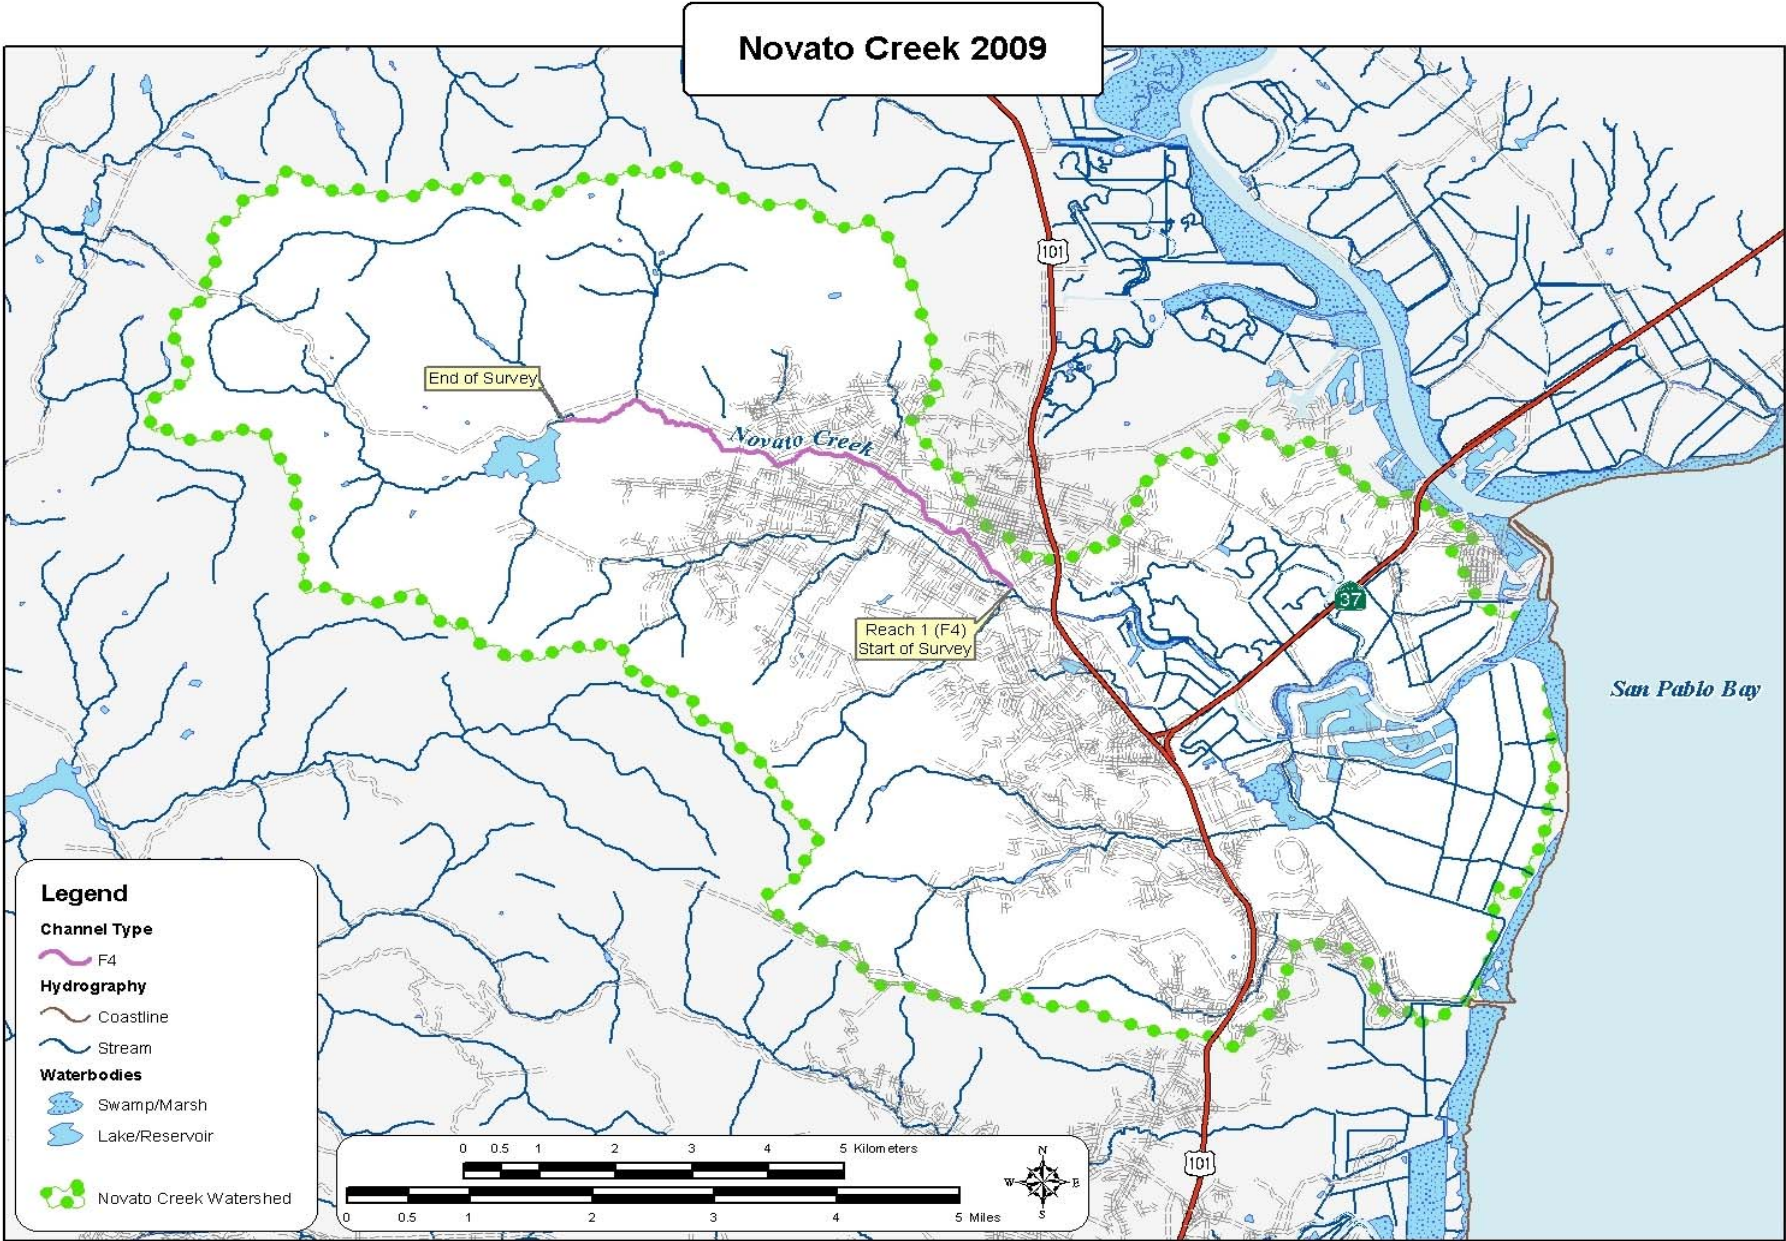 Novato Creek 2009
101
End of Survey
Novato Creek
37
Reach 1 (F4)
Start of Survey
San Pablo Bay
Legend
Channel Type
F4
Hydrography
Coastline
Stream
Waterbodies
Swamp/Marsh
Lake/Reservoir
Novato Creek Watershed
0 0.5 1 2 3 4 5 Kilometers
0 0.5 1 2 3 4 5 Miles
N
W E
S
101